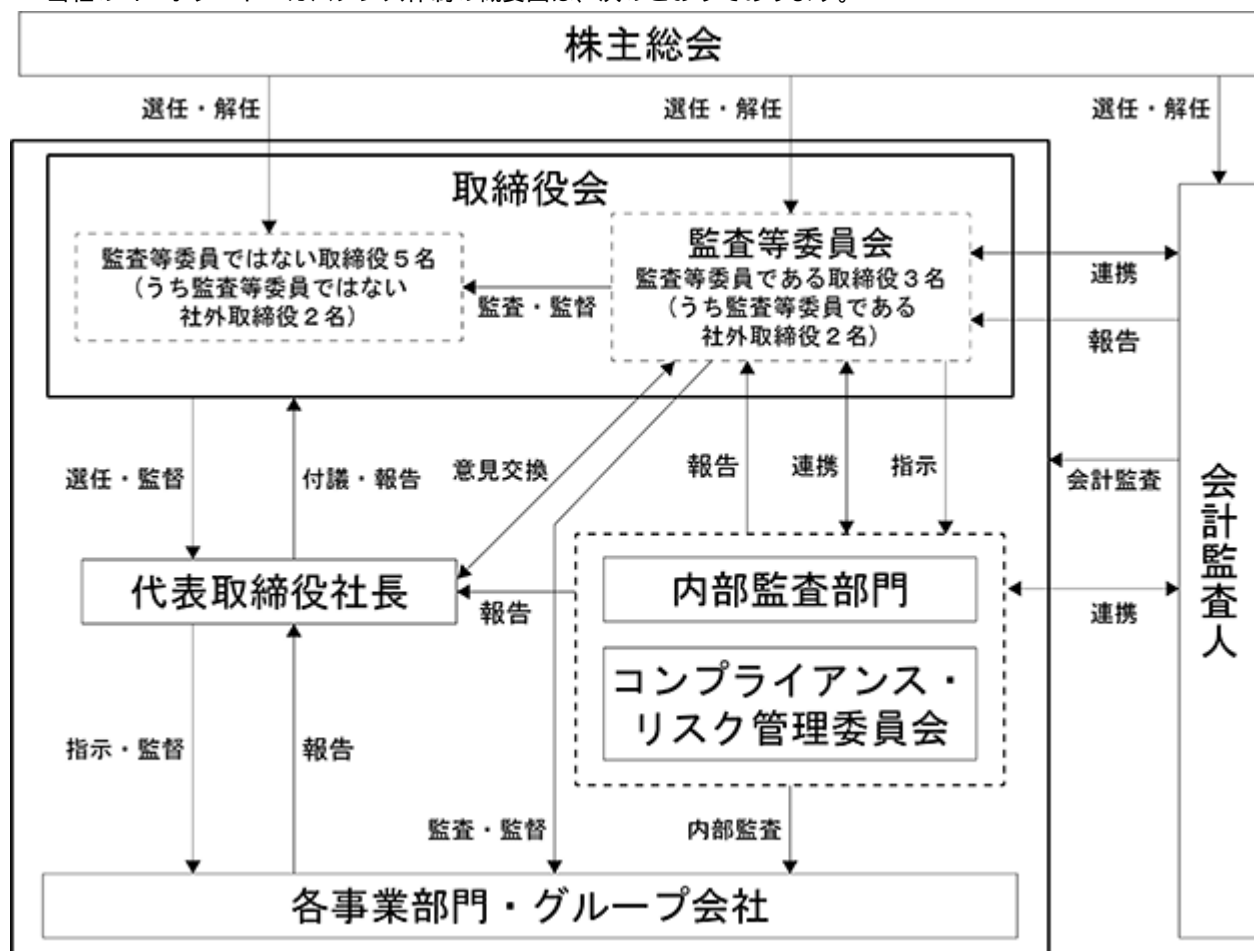 株主総会
選任・解任
選任・解任
選任・解任
取締役会
監査等委員ではない取締役５名
（うち監査等委員ではない
社外取締役２名）
監査・監督
監査等委員会
監査等委員である取締役３名
（うち監査等委員である
社外取締役２名）
連携
報告
選任・監督
付議・報告
意見交換
報告
連携
指示
会計監査
会計監査人
代表取締役社長
報告
内部監査部門
コンプライアンス・
リスク管理委員会
連携
指示・監督
報告
監査・監督
内部監査
各事業部門・グループ会社